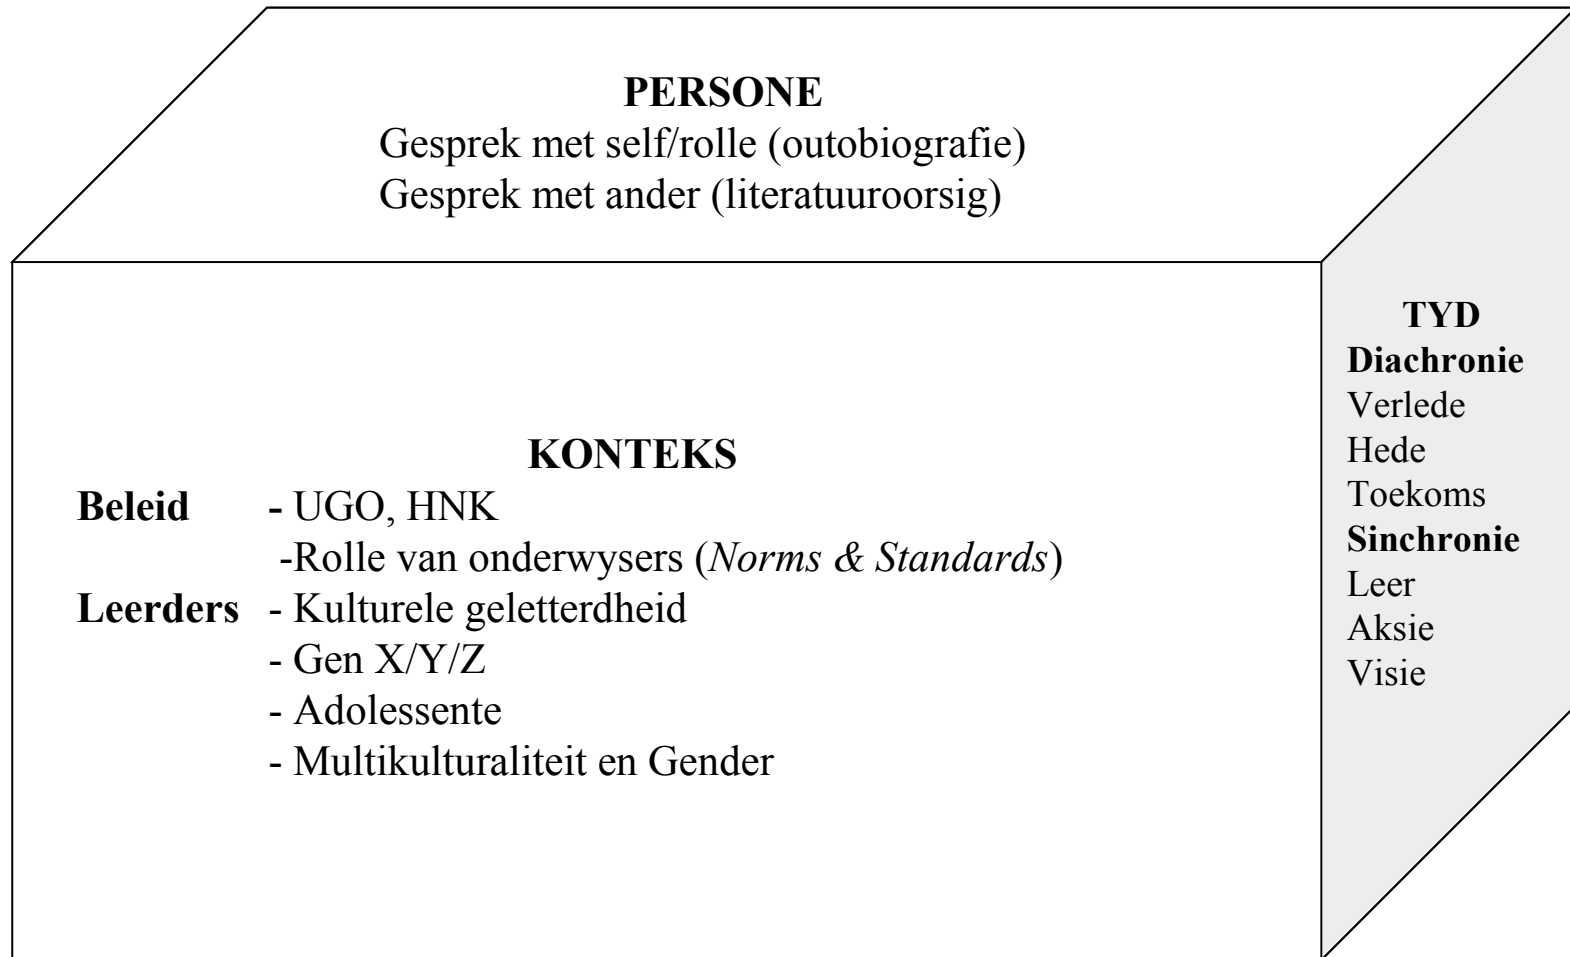 PERSONE
Gesprek met self/rolle (outobiografie)
Gesprek met ander (literatuuroorsig)
KONTEKS
Beleid - UGO, HNK
-Rolle van onderwysers (Norms & Standards)
Leerders - Kulturele geletterdheid
- Gen X/Y/Z
- Adolessente
- Multikulturaliteit en Gender
TYD
Diachronie
Verlede
Hede
Toekoms
Sinchronie
Leer
Aksie
Visie